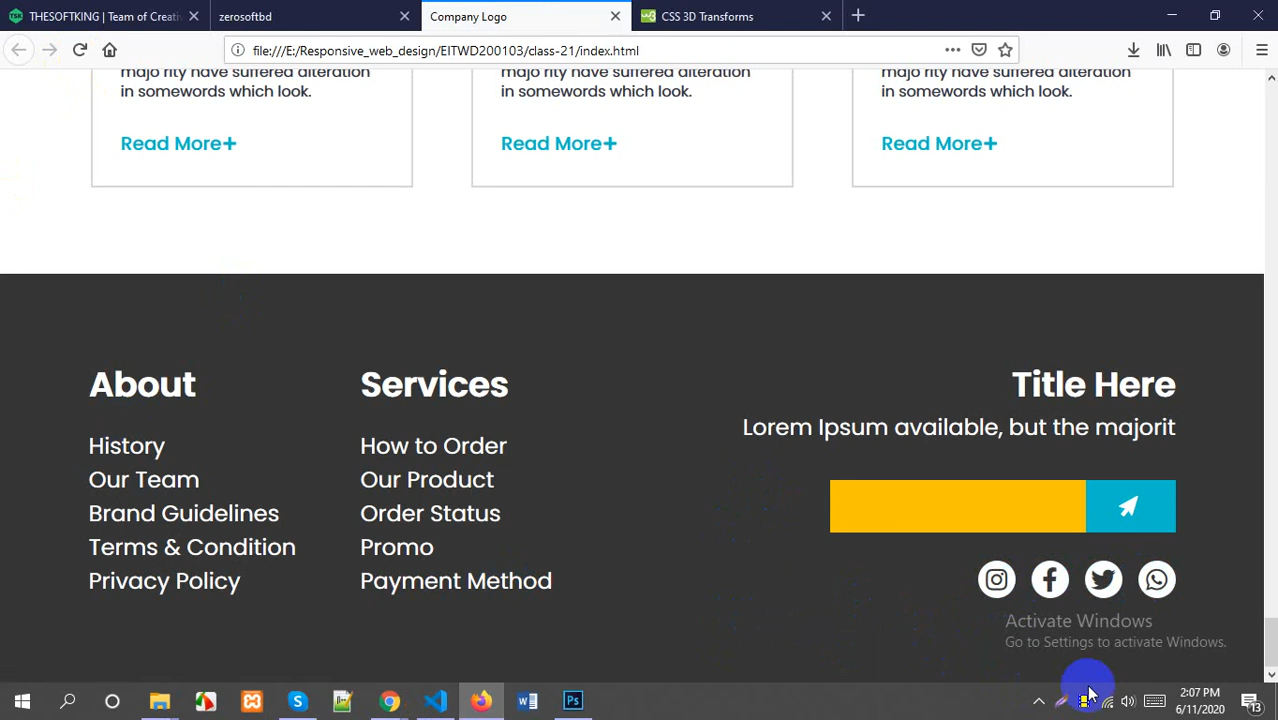 THESOFTKING | Team of Creati
zerosoftbd
Company Logo
CSS 3D Transforms
file:///E:/Responsive_web_design/EITWD200103/class-21/index.html
majo rity have suffered alteration
in somewords which look.
Read More+
majo rity have suffered alteration
in somewords which look.
Read More+
majo rity have suffered alteration
in somewords which look.
Read More+
About
History
Our Team
Brand Guidelines
Terms & Condition
Privacy Policy
Services
How to Order
Our Product
Order Status
Promo
Payment Method
Title Here
Lorem Ipsum available, but the majorit
Activate Windows
Go to Settings to activate Windows.
2:07 PM
6/11/2020
13